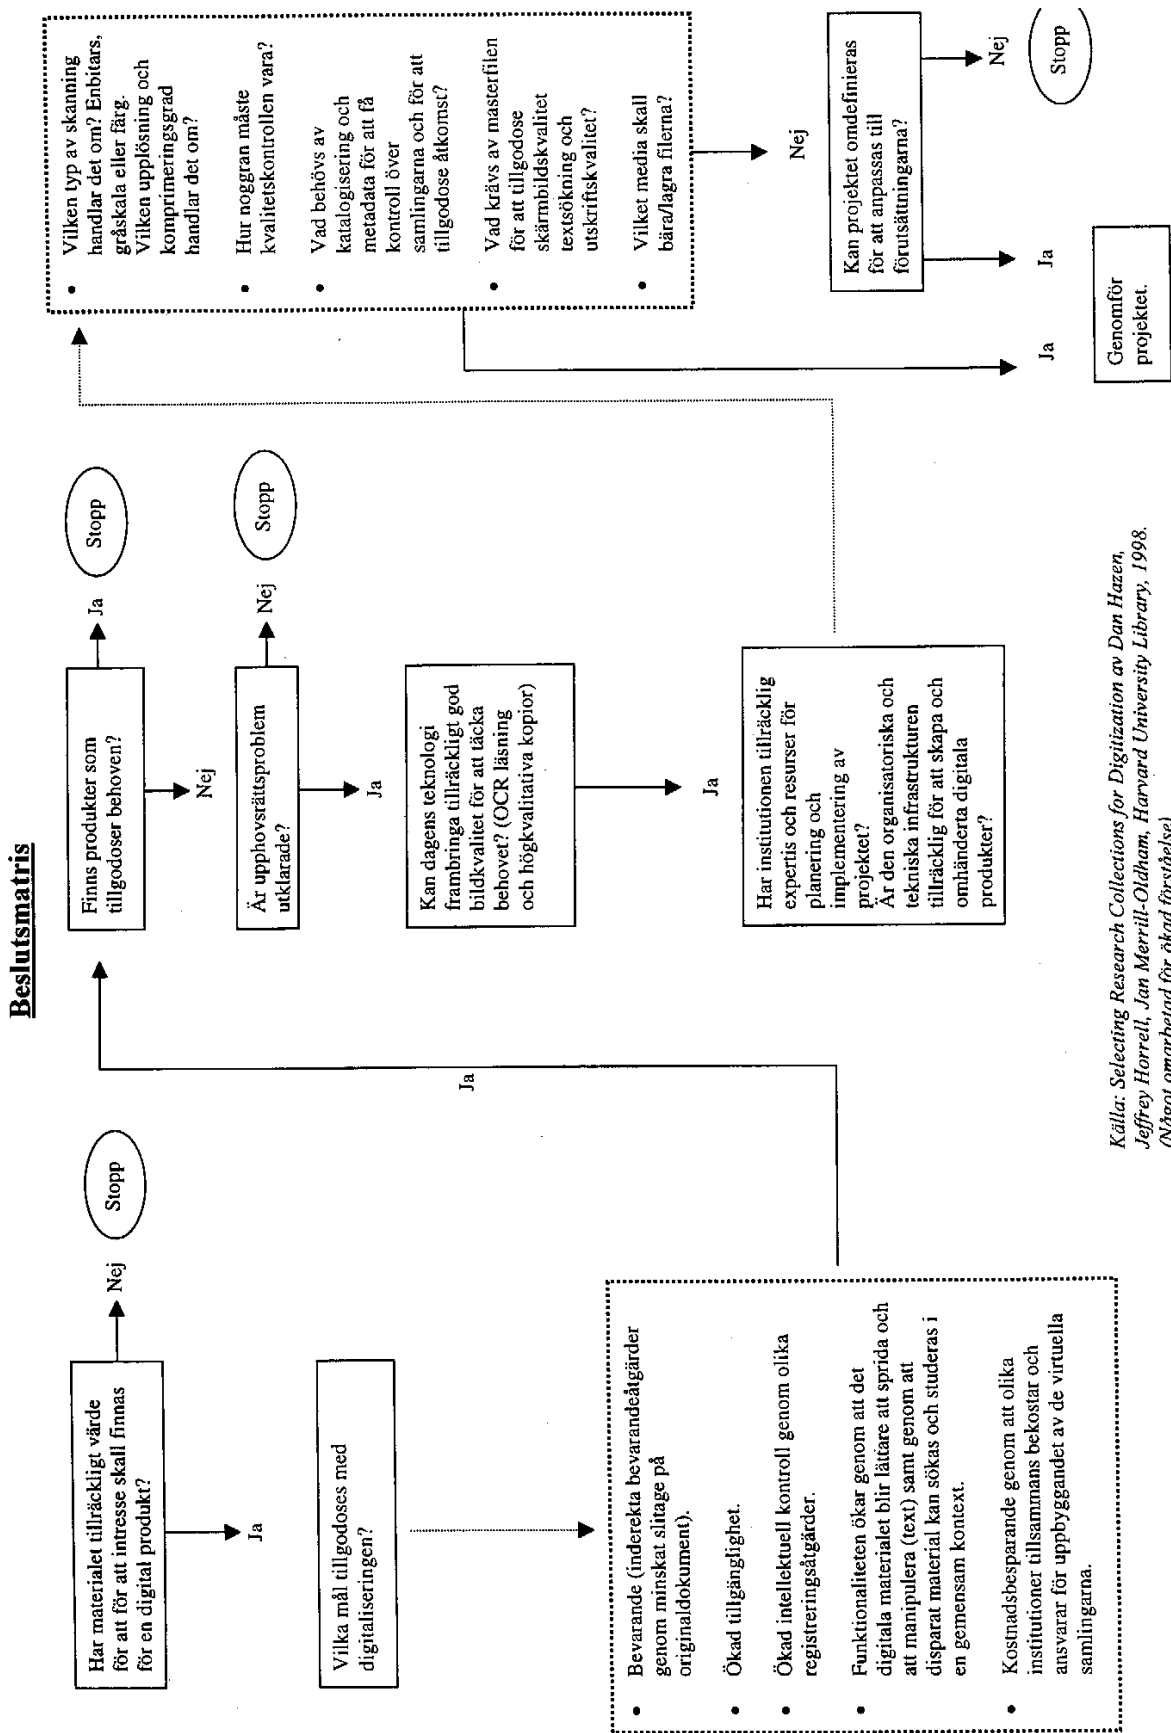 Beslutsmatris
Har materialet tillräckligt värde
för att för att intresse skall finnas
för en digital produkt?
Nej
Stopp
Ja
Vilka mål tillgodoses med
digitaliseringen?
• Bevarande (inderekta bevarandeåtgärder
genom minskat slitage på
originaldokument).
• Ökad tillgänglighet.
• Ökad intellektuell kontroll genom olika
registreringsåtgärder.
• Funktionaliteten ökar genom att det
digitala materialet blir lättare att sprida och
att manipulera (text) samt genom att
disparat material kan sökas och studeras i
en gemensam kontext.
• Kostnadsbesparande genom att olika
institutioner tillsammans bekostar och
ansvarar för uppbyggandet av de virtuella
samlingarna.
Ja
Finns produkter som
tillgodoser behoven?
Ja
Stopp
Nej
Är upphovsrättsproblem
utklarade?
Nej
Stopp
Ja
Kan dagens teknologi
frambringa tillräckligt god
bildkvalitet för att täcka
behovet? (OCR läsning
och högkvalitativa kopior)
Ja
Har institutionen tillräcklig
expertis och resurser för
planering och
implementering av
projektet?
Är den organisatoriska och
tekniska infrastrukturen
tillräcklig för att skapa och
omhänderta digitala
produkter?
• Vilken typ av skanning
handlar det om? Enbitars,
gråskala eller färg.
Vilken upplösning och
komprimeringsgrad
handlar det om?
• Hur noggran måste
kvalitetskontrollen vara?
• Vad behövs av
katalogisering och
metadata för att få
kontroll över
samlingarna och för att
tillgodose åtkomst?
• Vad krävs av masterfilen
för att tillgodose
skärmbildskvalitet
textsökning och
utskriftskvalitet?
• Vilket media skall
bära/lagra filerna?
Nej
Kan projektet omdefinieras
för att anpassas till
förutsättningarna?
Nej
Stopp
Ja
Ja
Genomför
projektet.
Källa: Selecting Research Collections for Digitization av Dan Hazen,
Jeffrey Horrell, Jan Merrill-Oldham, Harvard University Library, 1998.
(Något omarbetad för ökad förståelse)